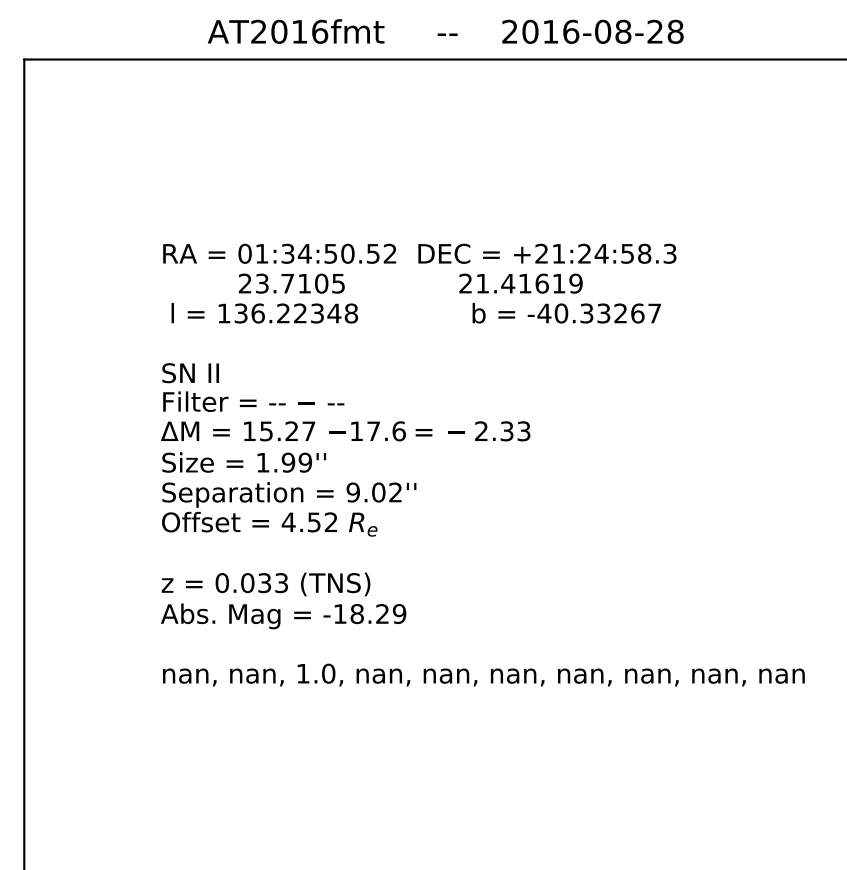 AT2016fmt -- 2016-08-28
RA = 01:34:50.52 DEC = +21:24:58.3
23.7105 21.41619
l = 136.22348 b = -40.33267
SN II
Filter = -- − --
ΔM = 15.27 −17.6 = − 2.33
Size = 1.99''
Separation = 9.02''
Offset = 4.52 Rₑ
z = 0.033 (TNS)
Abs. Mag = -18.29
nan, nan, 1.0, nan, nan, nan, nan, nan, nan, nan